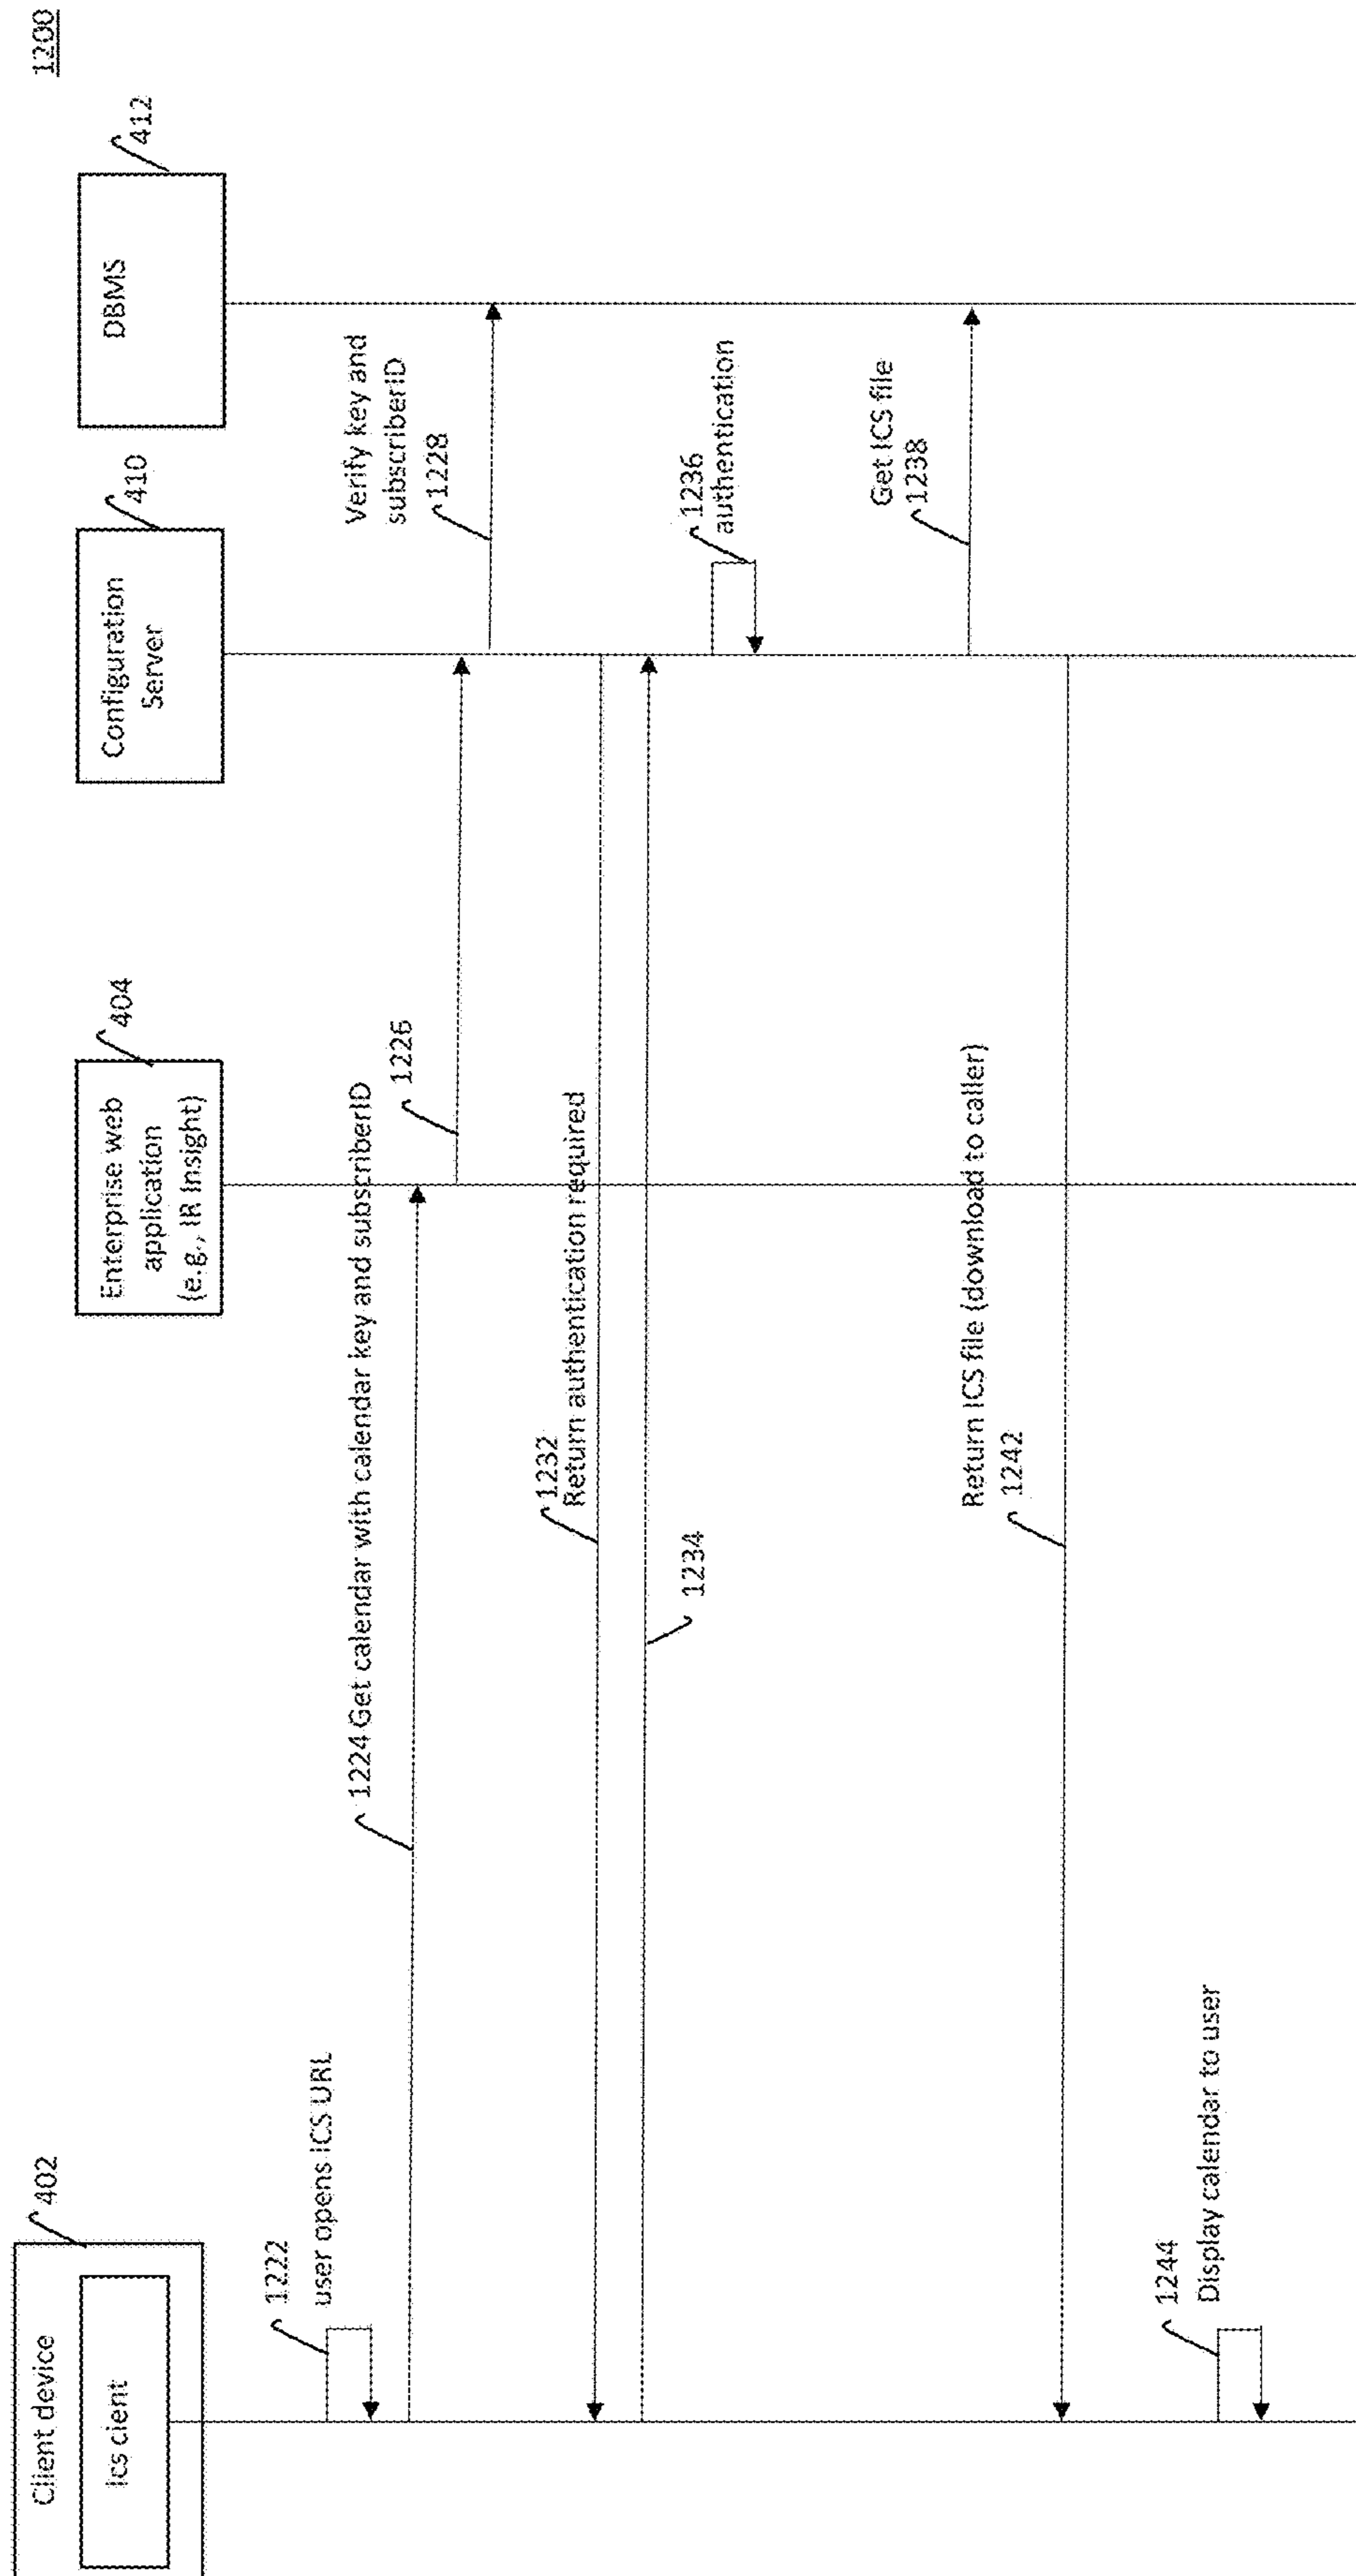 1200
Client device
Ics cient
402
Enterprise web
application
(e.g., IR Insight)
404
Configuration
Server
410
DBMS
412
1222
user opens ICS URL
1224 Get calendar with calendar key and subscriberID
1226
Verify key and
subscriberID
1228
1232
Return authentication required
1234
1236
authentication
Get ICS file
1238
Return ICS file (download to caller)
1242
1244
Display calendar to user